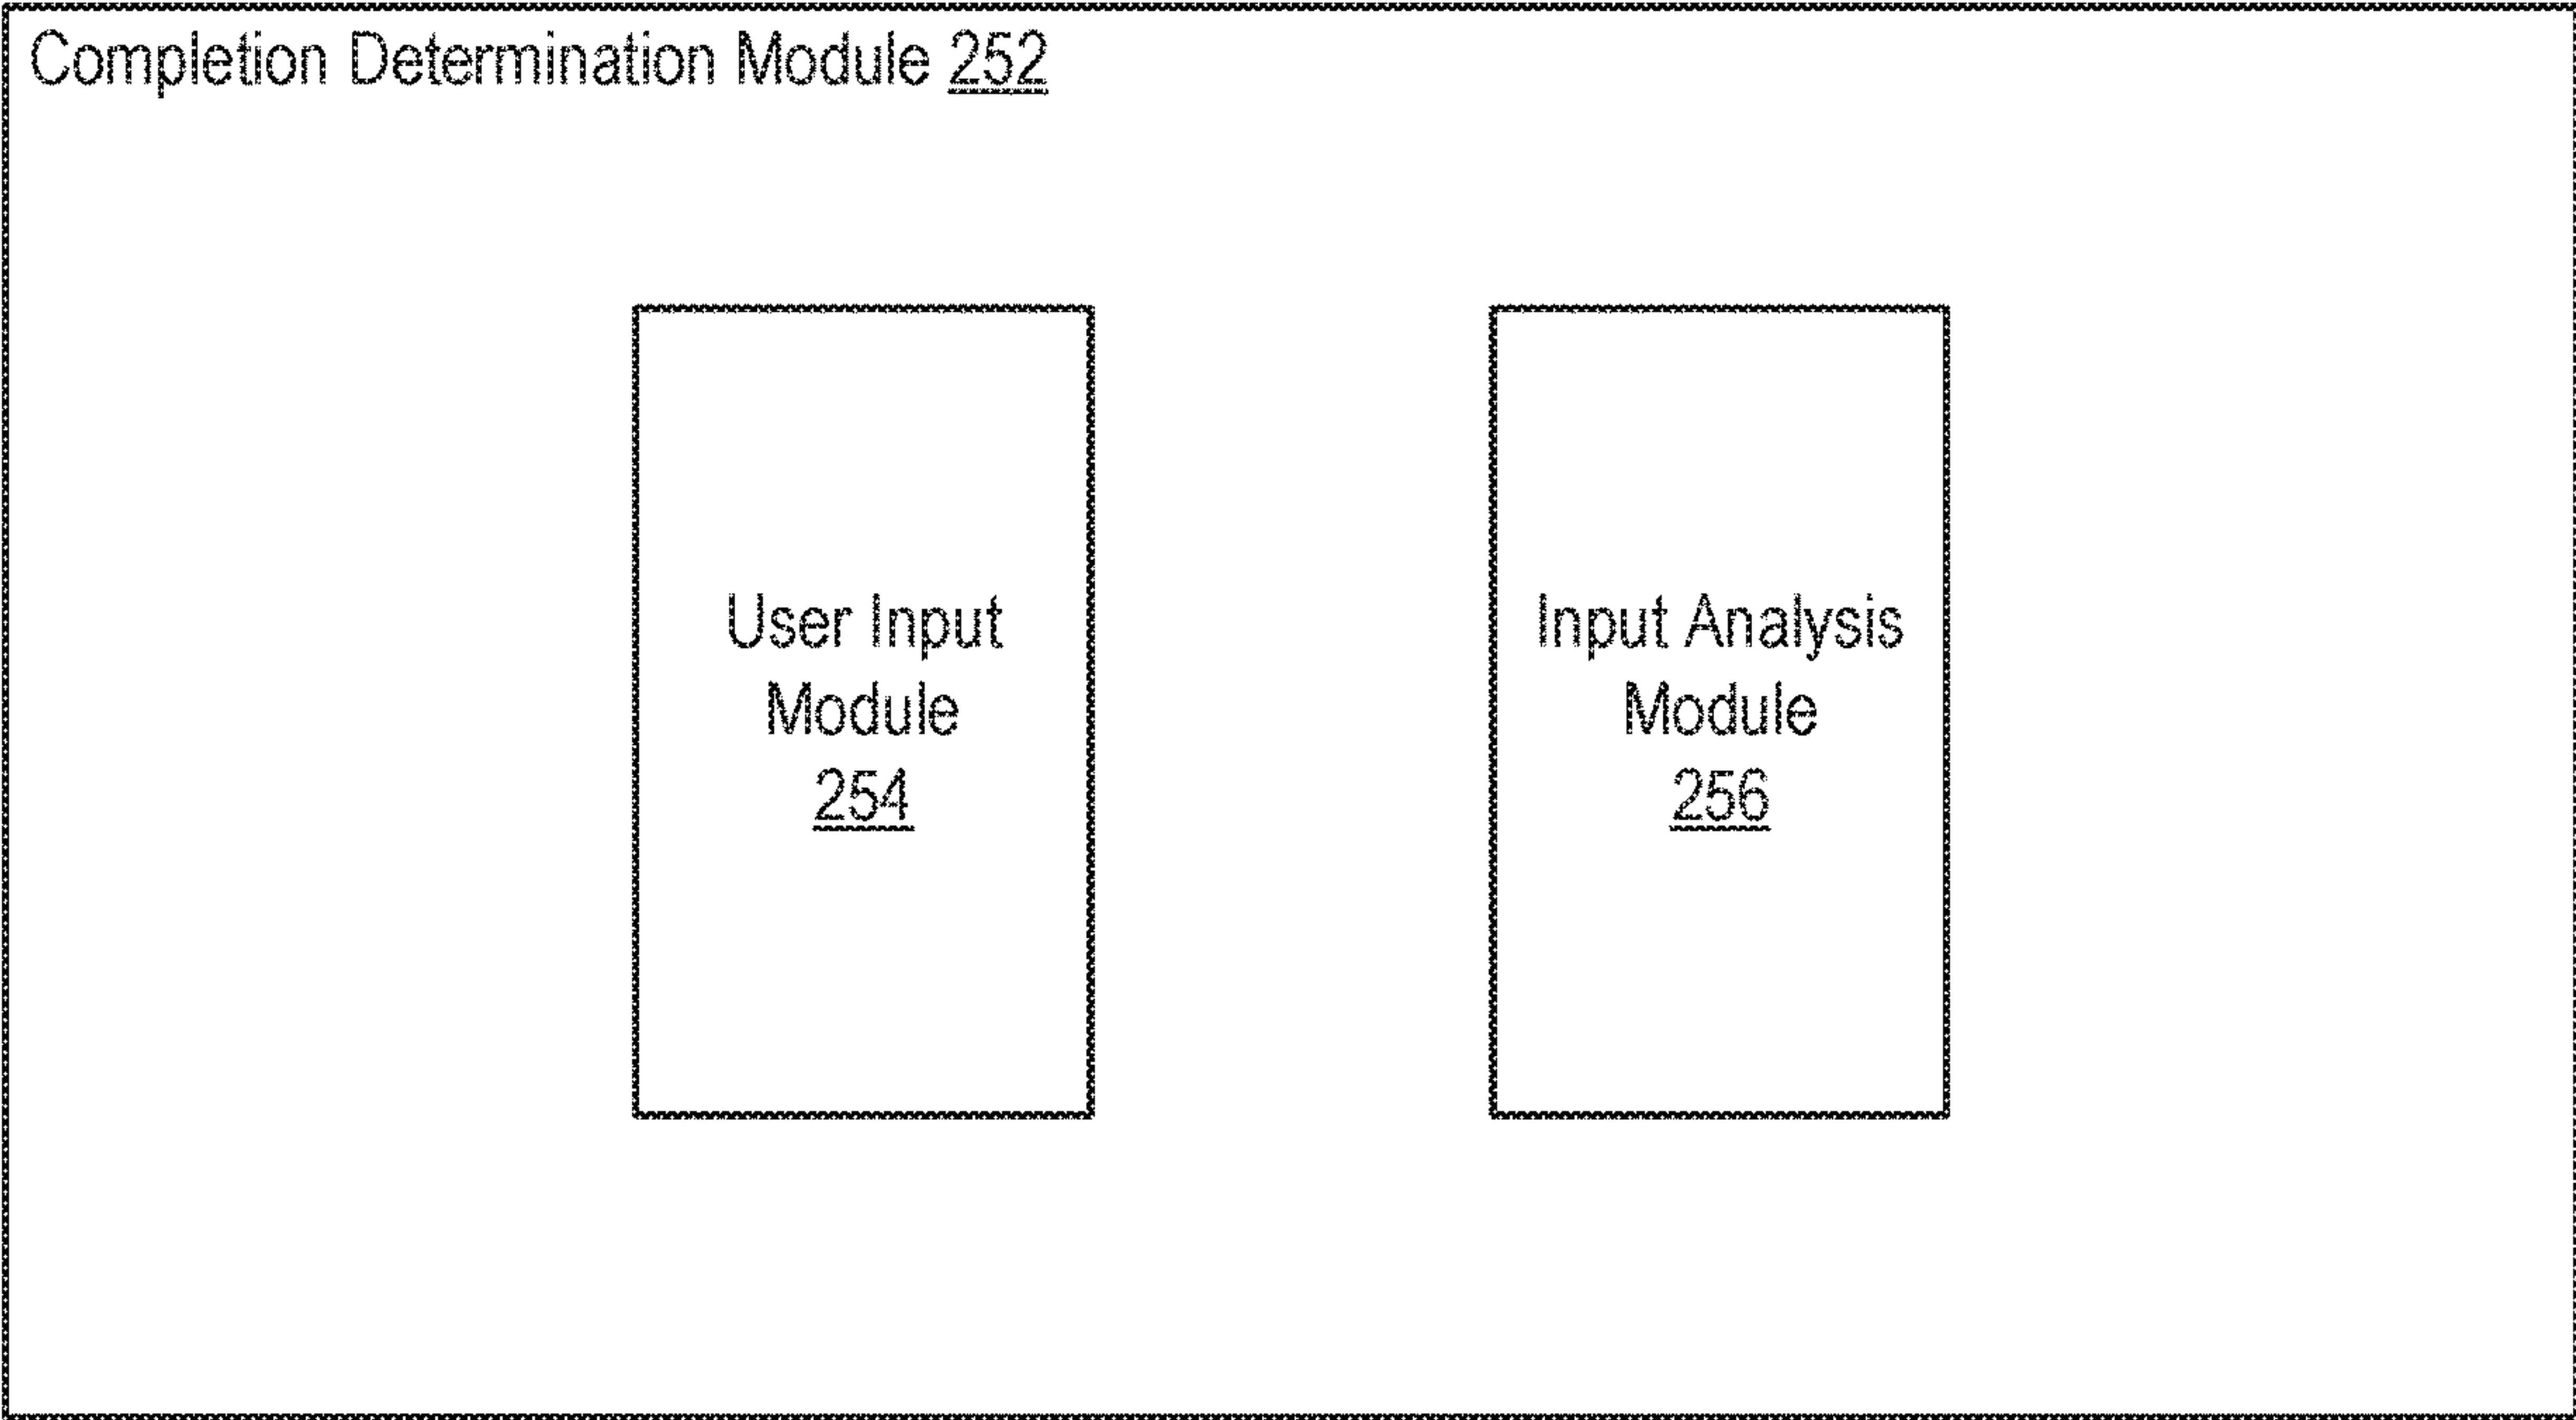 Completion Determination Module 252
User Input
Module
254
Input Analysis
Module
256